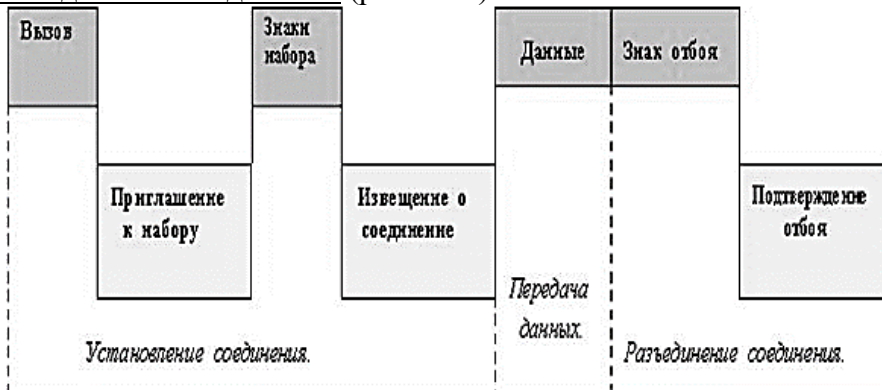 Вызов
Знаки
набора
Данные
Знак отбоя
Приглашение
к набору
Извещение о
соединение
Подтверждение
отбоя
Передача
данных.
Установление соединения.
Разъединение соединения.